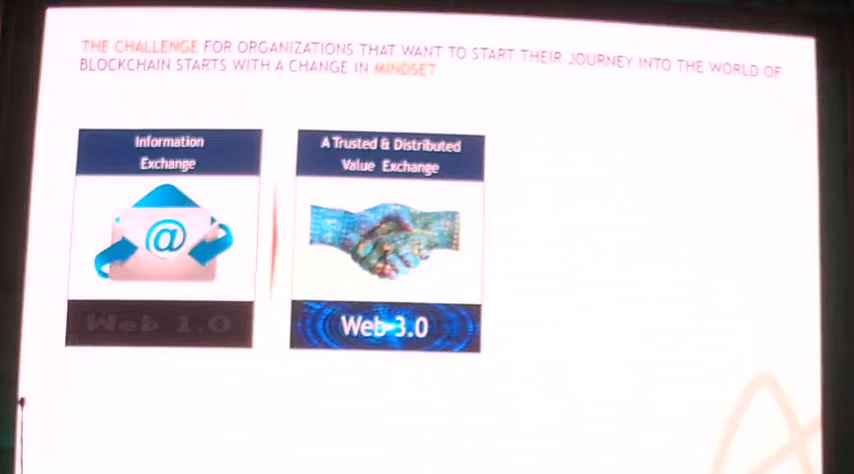 THE CHALLENGE FOR ORGANIZATIONS THAT WANT TO START THEIR JOURNEY INTO THE WORLD OF
BLOCKCHAIN STARTS WITH A CHANGE IN MINDSET
Information
Exchange
@
Web 1.0
A Trusted & Distributed
Value Exchange
Web 3.0